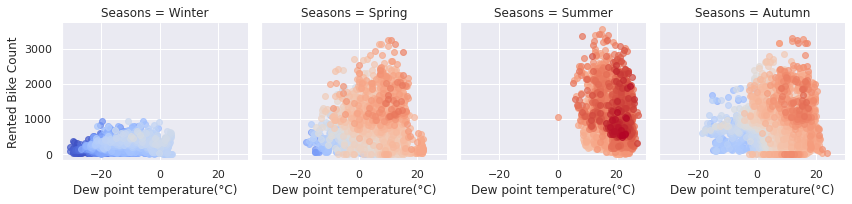 Seasons = Winter
Seasons = Spring
Seasons = Summer
Seasons = Autumn
Rented Bike Count
3000
2000
1000
0
−20 0 20
−20 0 20
−20 0 20
−20 0 20
Dew point temperature(°C)
Dew point temperature(°C)
Dew point temperature(°C)
Dew point temperature(°C)